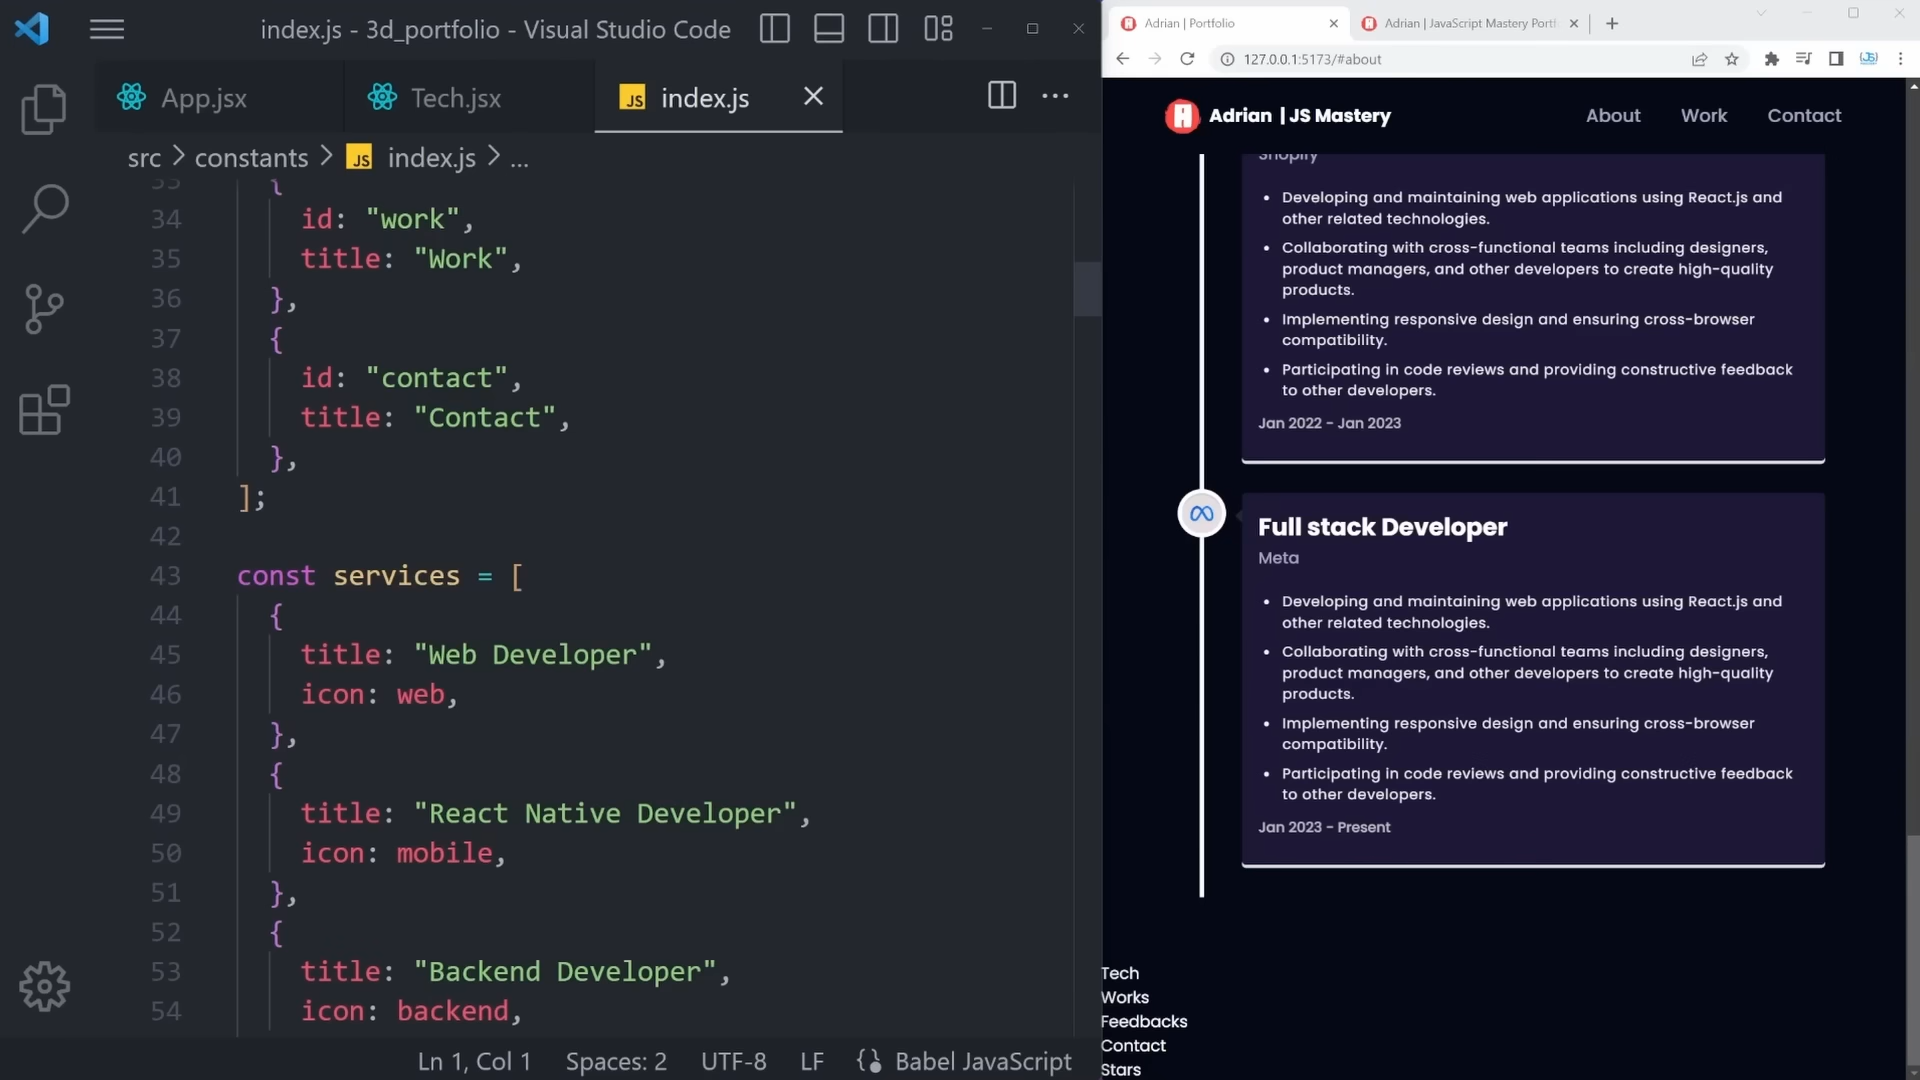 index.js - 3d_portfolio - Visual Studio Code
App.jsx
Tech.jsx
JS index.js
src > constants > JS index.js > ...
33 {
34 id: "work",
35 title: "Work",
36 },
37 {
38 id: "contact",
39 title: "Contact",
40 },
41 ];
42
43 const services = [
44 {
45 title: "Web Developer",
46 icon: web,
47 },
48 {
49 title: "React Native Developer",
50 icon: mobile,
51 },
52 {
53 title: "Backend Developer",
54 icon: backend,
Ln 1, Col 1 Spaces: 2 UTF-8 LF Babel JavaScript
Adrian | Portfolio
Adrian | JavaScript Mastery Portf
127.0.0.1:5173/#about
Adrian | JS Mastery
About
Work
Contact
Shopify
• Developing and maintaining web applications using React.js and
other related technologies.
• Collaborating with cross-functional teams including designers,
product managers, and other developers to create high-quality
products.
• Implementing responsive design and ensuring cross-browser
compatibility.
• Participating in code reviews and providing constructive feedback
to other developers.
Jan 2022 - Jan 2023
Full stack Developer
Meta
• Developing and maintaining web applications using React.js and
other related technologies.
• Collaborating with cross-functional teams including designers,
product managers, and other developers to create high-quality
products.
• Implementing responsive design and ensuring cross-browser
compatibility.
• Participating in code reviews and providing constructive feedback
to other developers.
Jan 2023 - Present
Tech
Works
Feedbacks
Contact
Stars